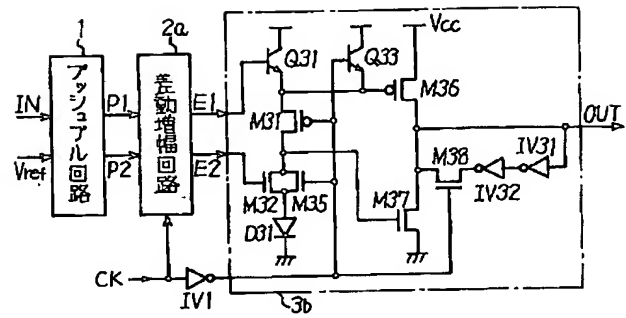 1
2a
Vcc
Q31
Q33
M36
IN
Vref
プッシュアル回路
P1
P2
差動増幅回路
E1
E2
M31
M32
M35
D31
M37
M38
IV32
IV31
OUT
CK
IV1
3b